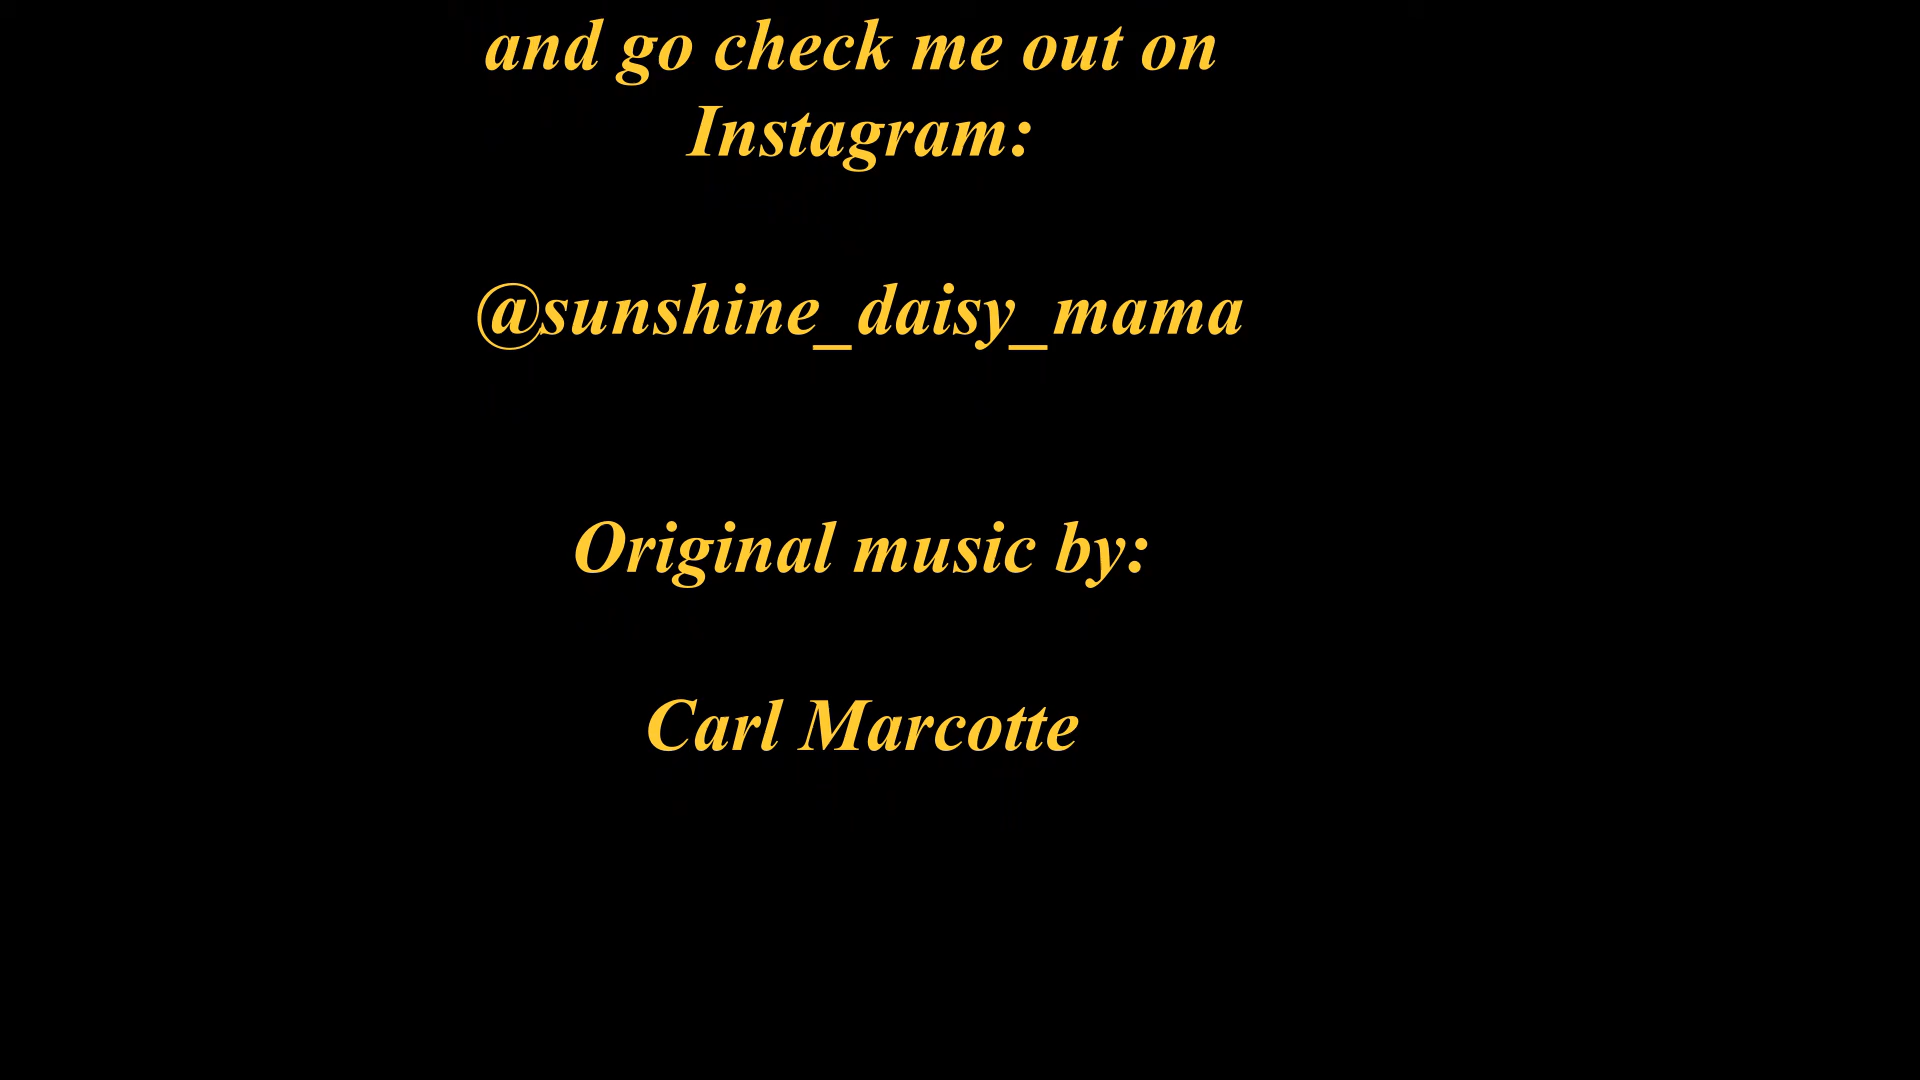 and go check me out on
Instagram:
@sunshine_daisy_mama
Original music by:
Carl Marcotte